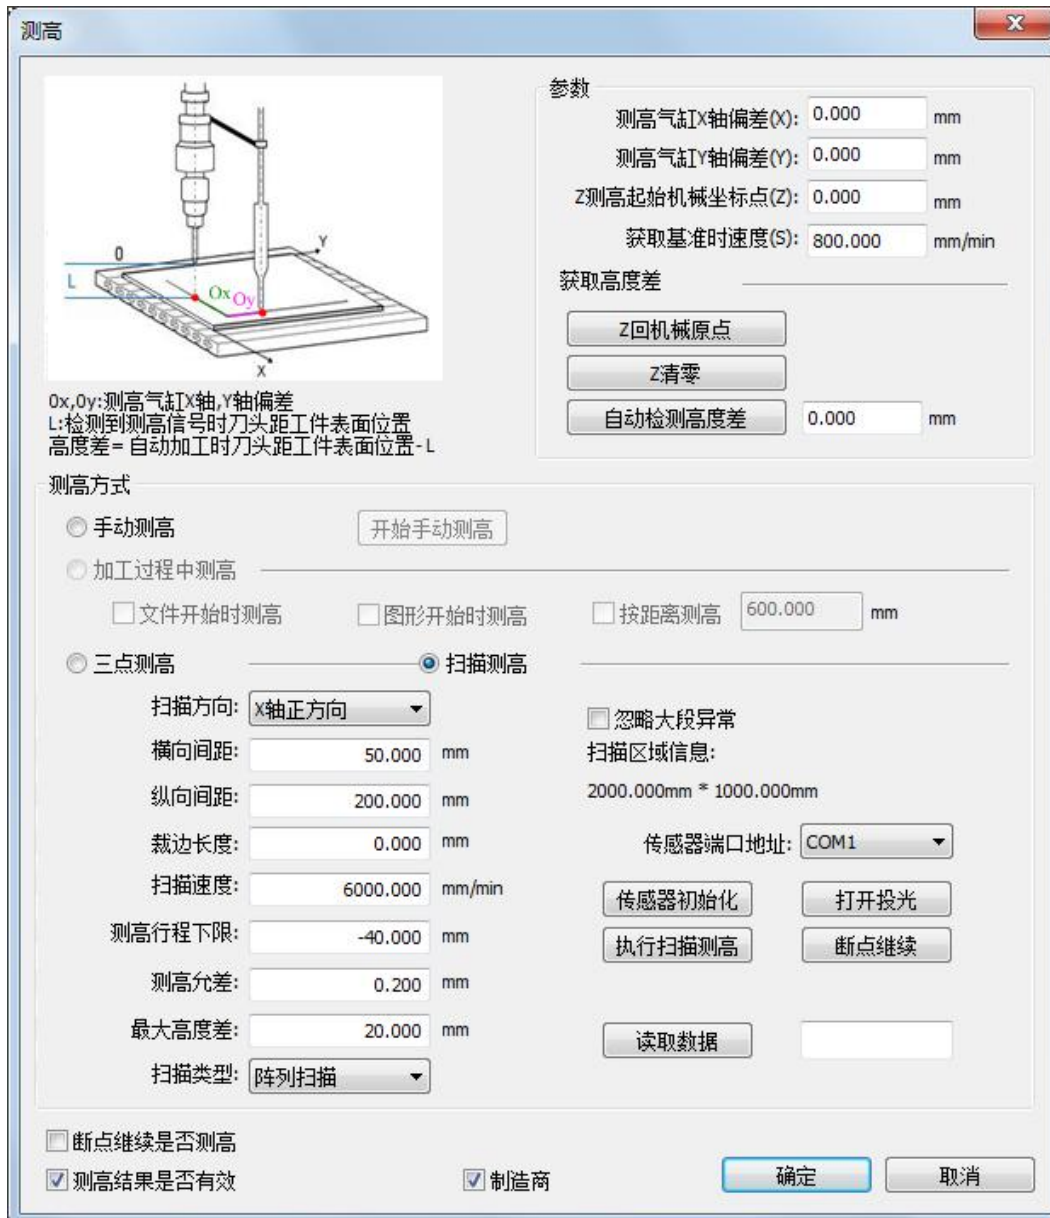 测高
0
Y
L
Ox
Oy
X
Ox,Oy:测高气缸X轴,Y轴偏差
L:检测到测高信号时刀头距工件表面位置
高度差=自动加工时刀头距工件表面位置-L
参数
测高气缸X轴偏差(X): 0.000 mm
测高气缸Y轴偏差(Y): 0.000 mm
Z测高起始机械坐标点(Z): 0.000 mm
获取基准时速度(S): 800.000 mm/min
获取高度差
Z回机械原点
Z清零
自动检测高度差 0.000 mm
测高方式
手动测高 开始手动测高
加工过程中测高
文件开始时测高 图形开始时测高 按距离测高 600.000 mm
三点测高 扫描测高
扫描方向: X轴正方向
横向间距: 50.000 mm
纵向间距: 200.000 mm
裁边长度: 0.000 mm
扫描速度: 6000.000 mm/min
测高行程下限: -40.000 mm
测高允差: 0.200 mm
最大高度差: 20.000 mm
扫描类型: 阵列扫描
忽略大段异常
扫描区域信息:
2000.000mm * 1000.000mm
传感器端口地址: COM1
传感器初始化 打开投光
执行扫描测高 断点继续
读取数据
断点继续是否测高
测高结果是否有效 制造商 确定 取消